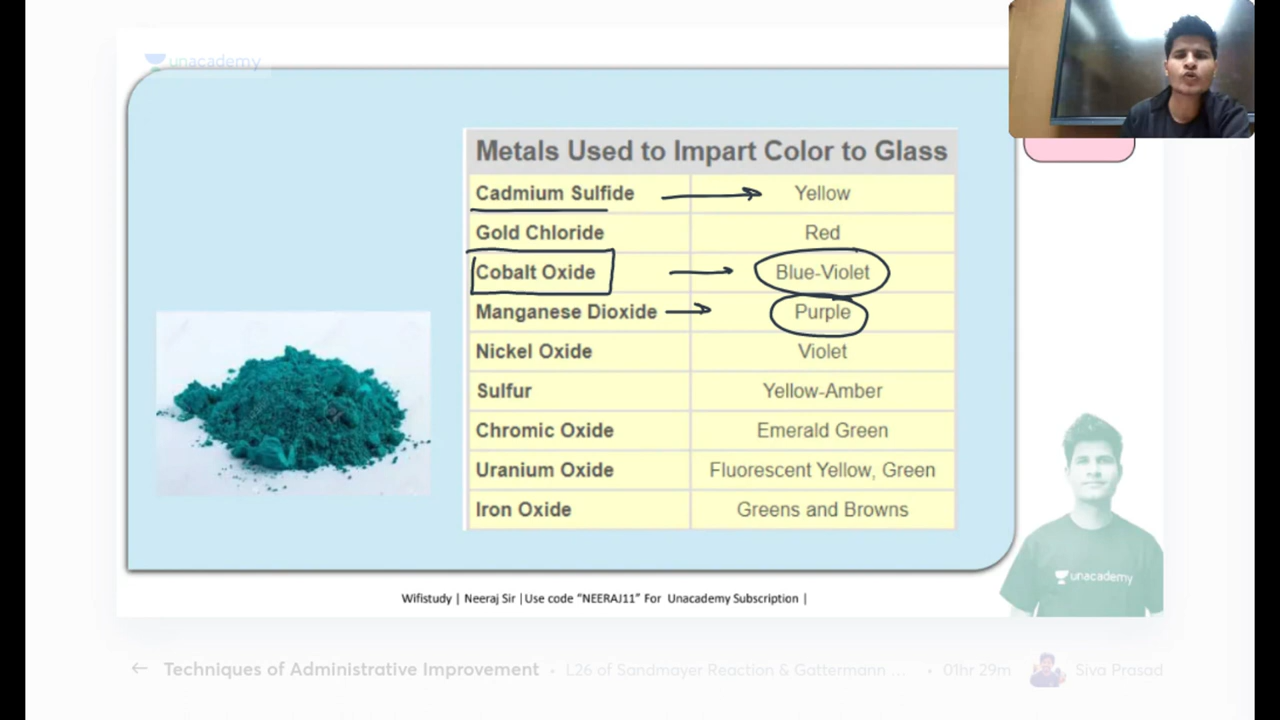 unacademy
Metals Used to Impart Color to Glass
Cadmium Sulfide Yellow
Gold Chloride Red
Cobalt Oxide Blue-Violet
Manganese Dioxide Purple
Nickel Oxide Violet
Sulfur Yellow-Amber
Chromic Oxide Emerald Green
Uranium Oxide Fluorescent Yellow, Green
Iron Oxide Greens and Browns
unacademy
Wifistudy | Neeraj Sir |Use code “NEERAJ11” For Unacademy Subscription |
Techniques of Administrative Improvement • L26 of Sandmayer Reaction & Gattermann ... • 01hr 29m Siva Prasad